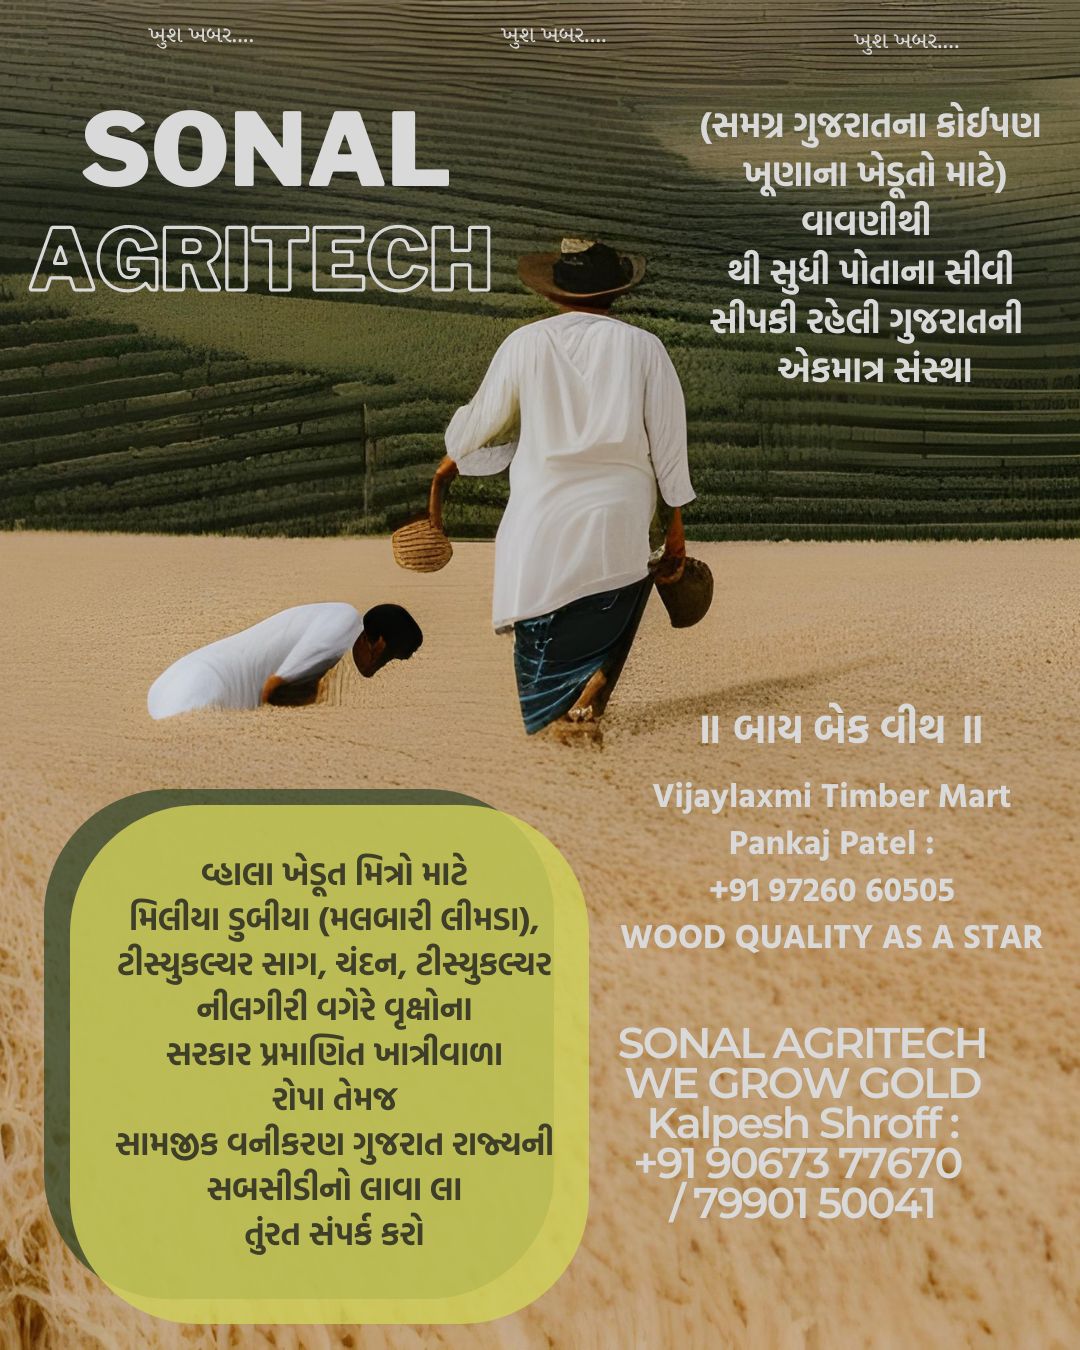 ખુશ ખબર....
ખુશ ખબર....
ખુશ ખબર....
SONAL
AGRITECH
(સમગ્ર ગુજરાતના કોઈપણ
ખૂણાના ખેડૂતો માટે)
વાવણીથી
થી સુધી પોતાના સીવી
સીપકી રહેલી ગુજરાતની
એકમાત્ર સંસ્થા
॥ બાય બેક વીથ ॥
Vijaylaxmi Timber Mart
Pankaj Patel :
+91 97260 60505
WOOD QUALITY AS A STAR
વ્હાલા ખેડૂત મિત્રો માટે
મિલીયા ડુબીયા (મલબારી લીમડા),
ટીસ્યુકલ્ચર સાગ, ચંદન, ટીસ્યુકલ્ચર
નીલગીરી વગેરે વૃક્ષોના
સરકાર પ્રમાણિત ખાત્રીવાળા
રોપા તેમજ
સામજીક વનીકરણ ગુજરાત રાજ્યની
સબસીડીનો લાવા લા
તુંરત સંપર્ક કરો
SONAL AGRITECH
WE GROW GOLD
Kalpesh Shroff :
+91 90673 77670
/ 79901 50041